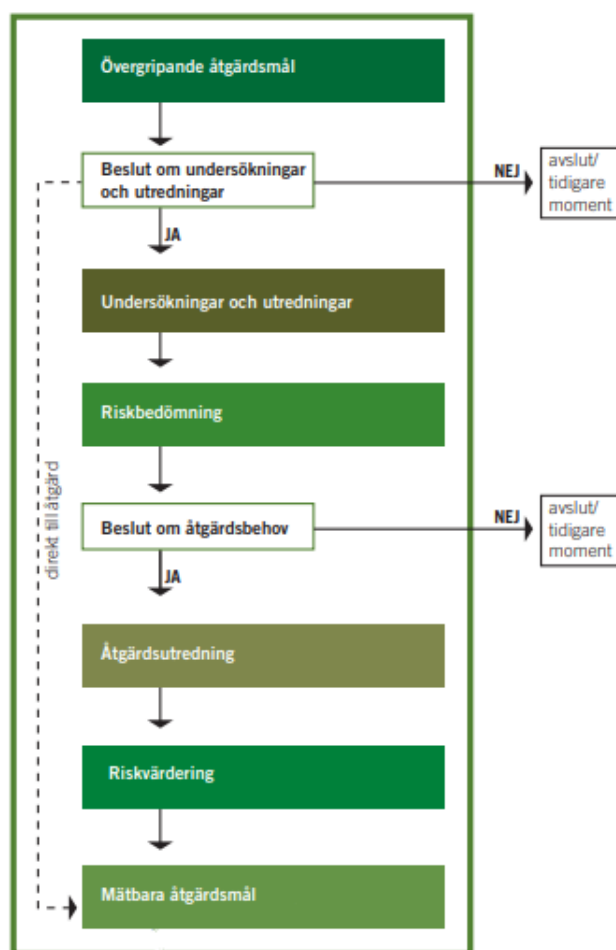 Övergripande åtgärdsmål
Beslut om undersökningar
och utredningar
NEJ
avslut/
tidigare
moment
JA
Undersökningar och utredningar
Riskbedömning
direkt till åtgärd
Beslut om åtgärdsbehov
NEJ
avslut/
tidigare
moment
JA
Åtgärdsutredning
Riskvärdering
Mätbara åtgärdsmål